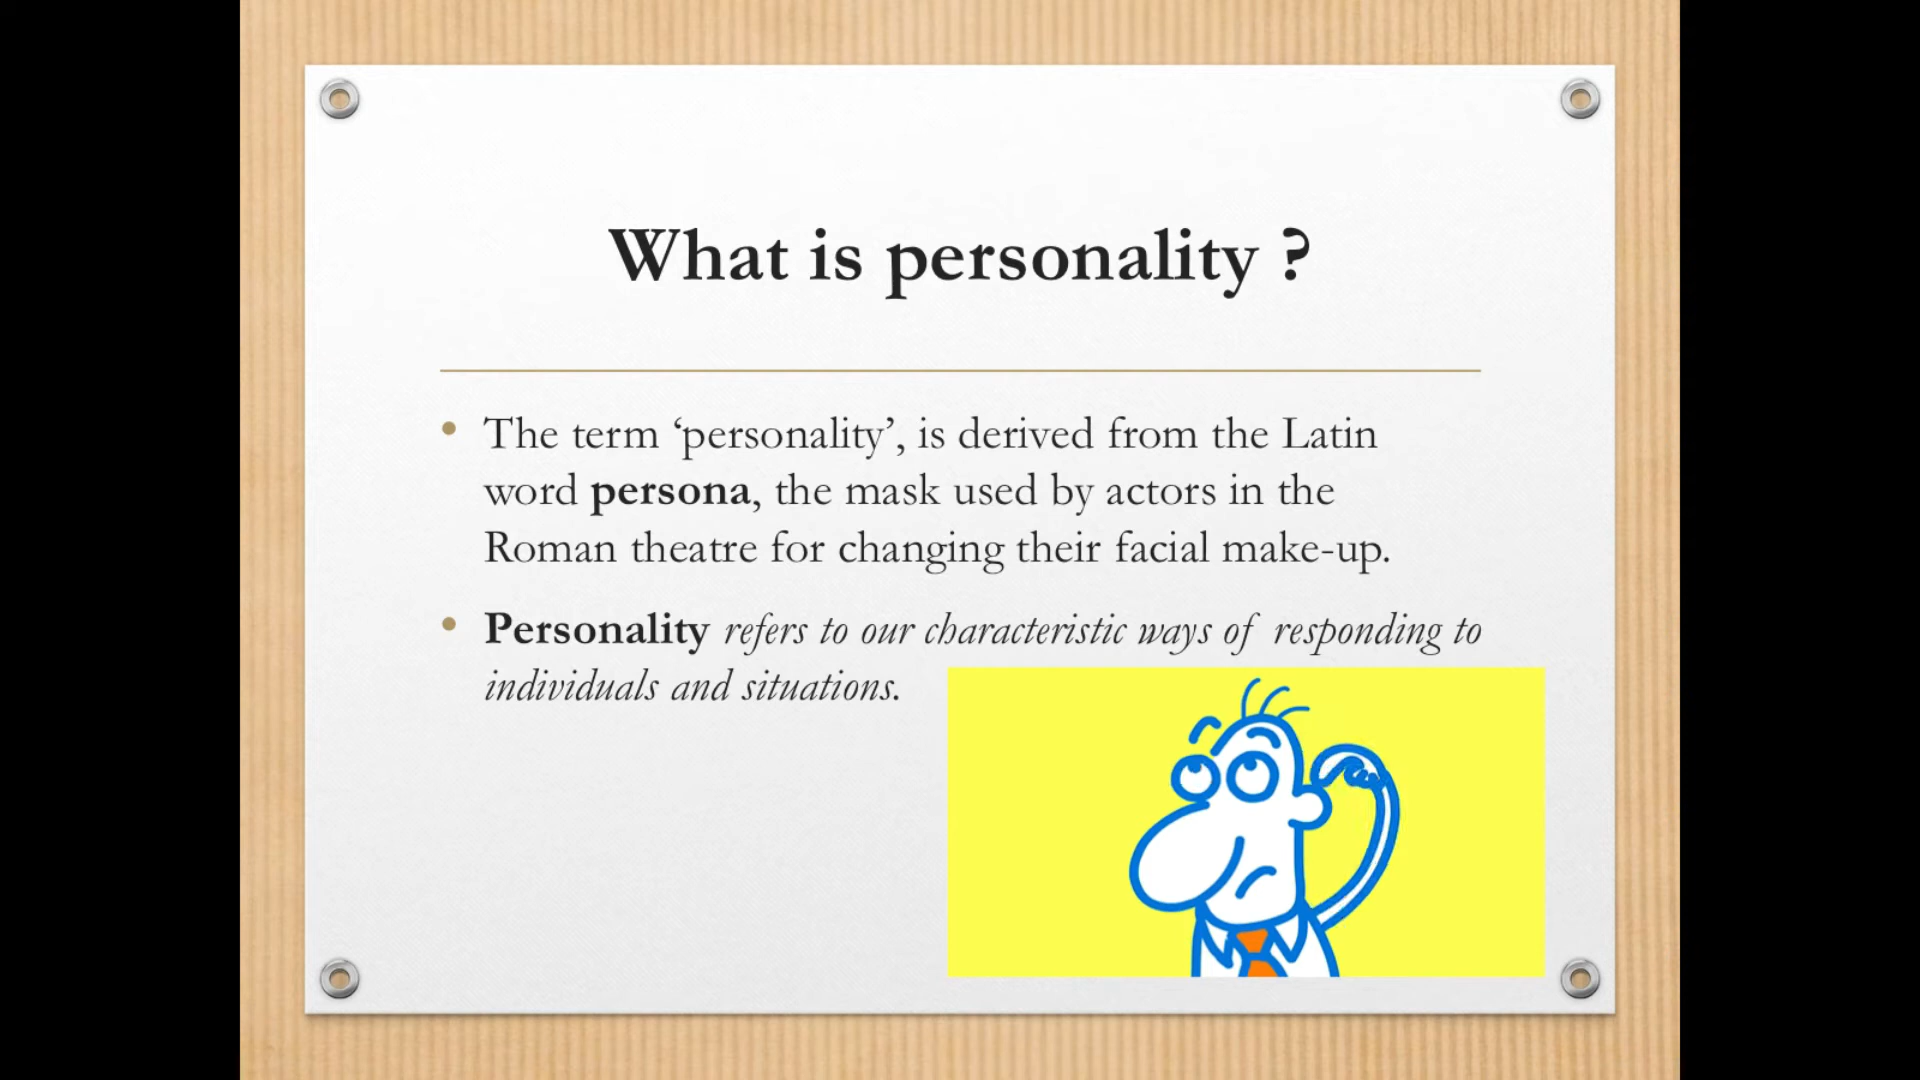 What is personality ?
• The term ‘personality’, is derived from the Latin
word persona, the mask used by actors in the
Roman theatre for changing their facial make-up.
• Personality refers to our characteristic ways of responding to
individuals and situations.